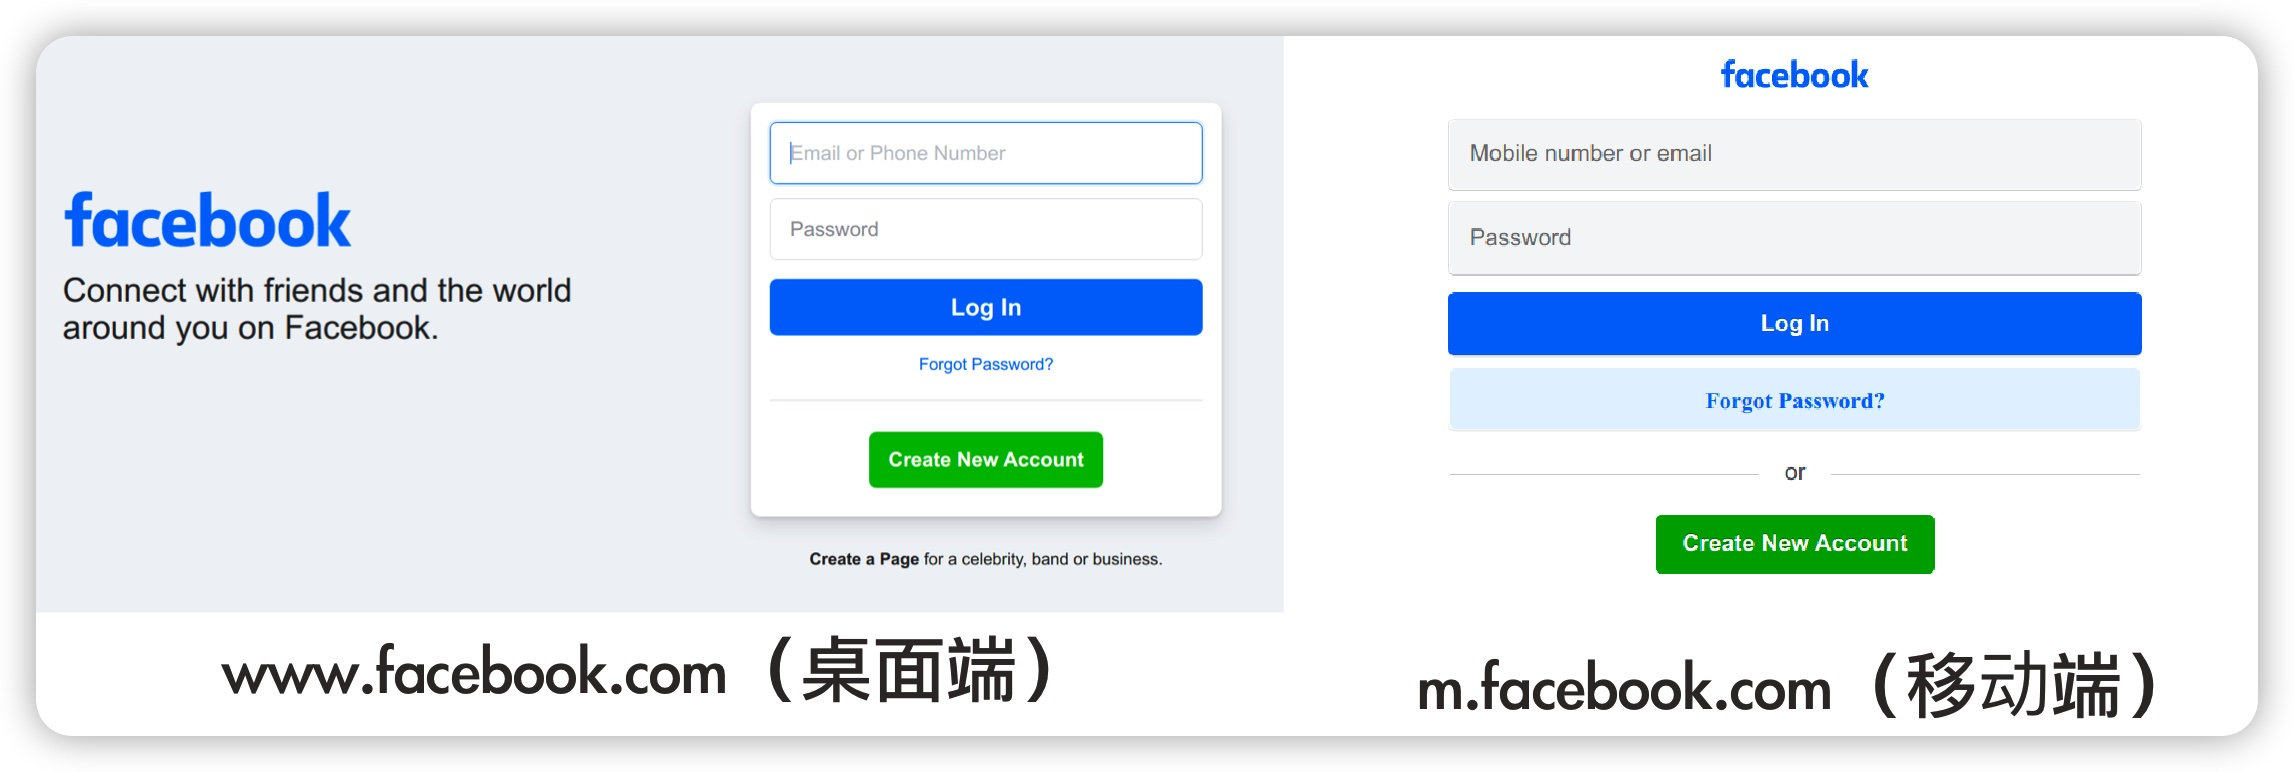 facebook
Connect with friends and the world
around you on Facebook.
Email or Phone Number
Password
Log In
Forgot Password?
Create New Account
Create a Page for a celebrity, band or business.
www.facebook.com（桌面端）
facebook
Mobile number or email
Password
Log In
Forgot Password?
or
Create New Account
m.facebook.com（移动端）